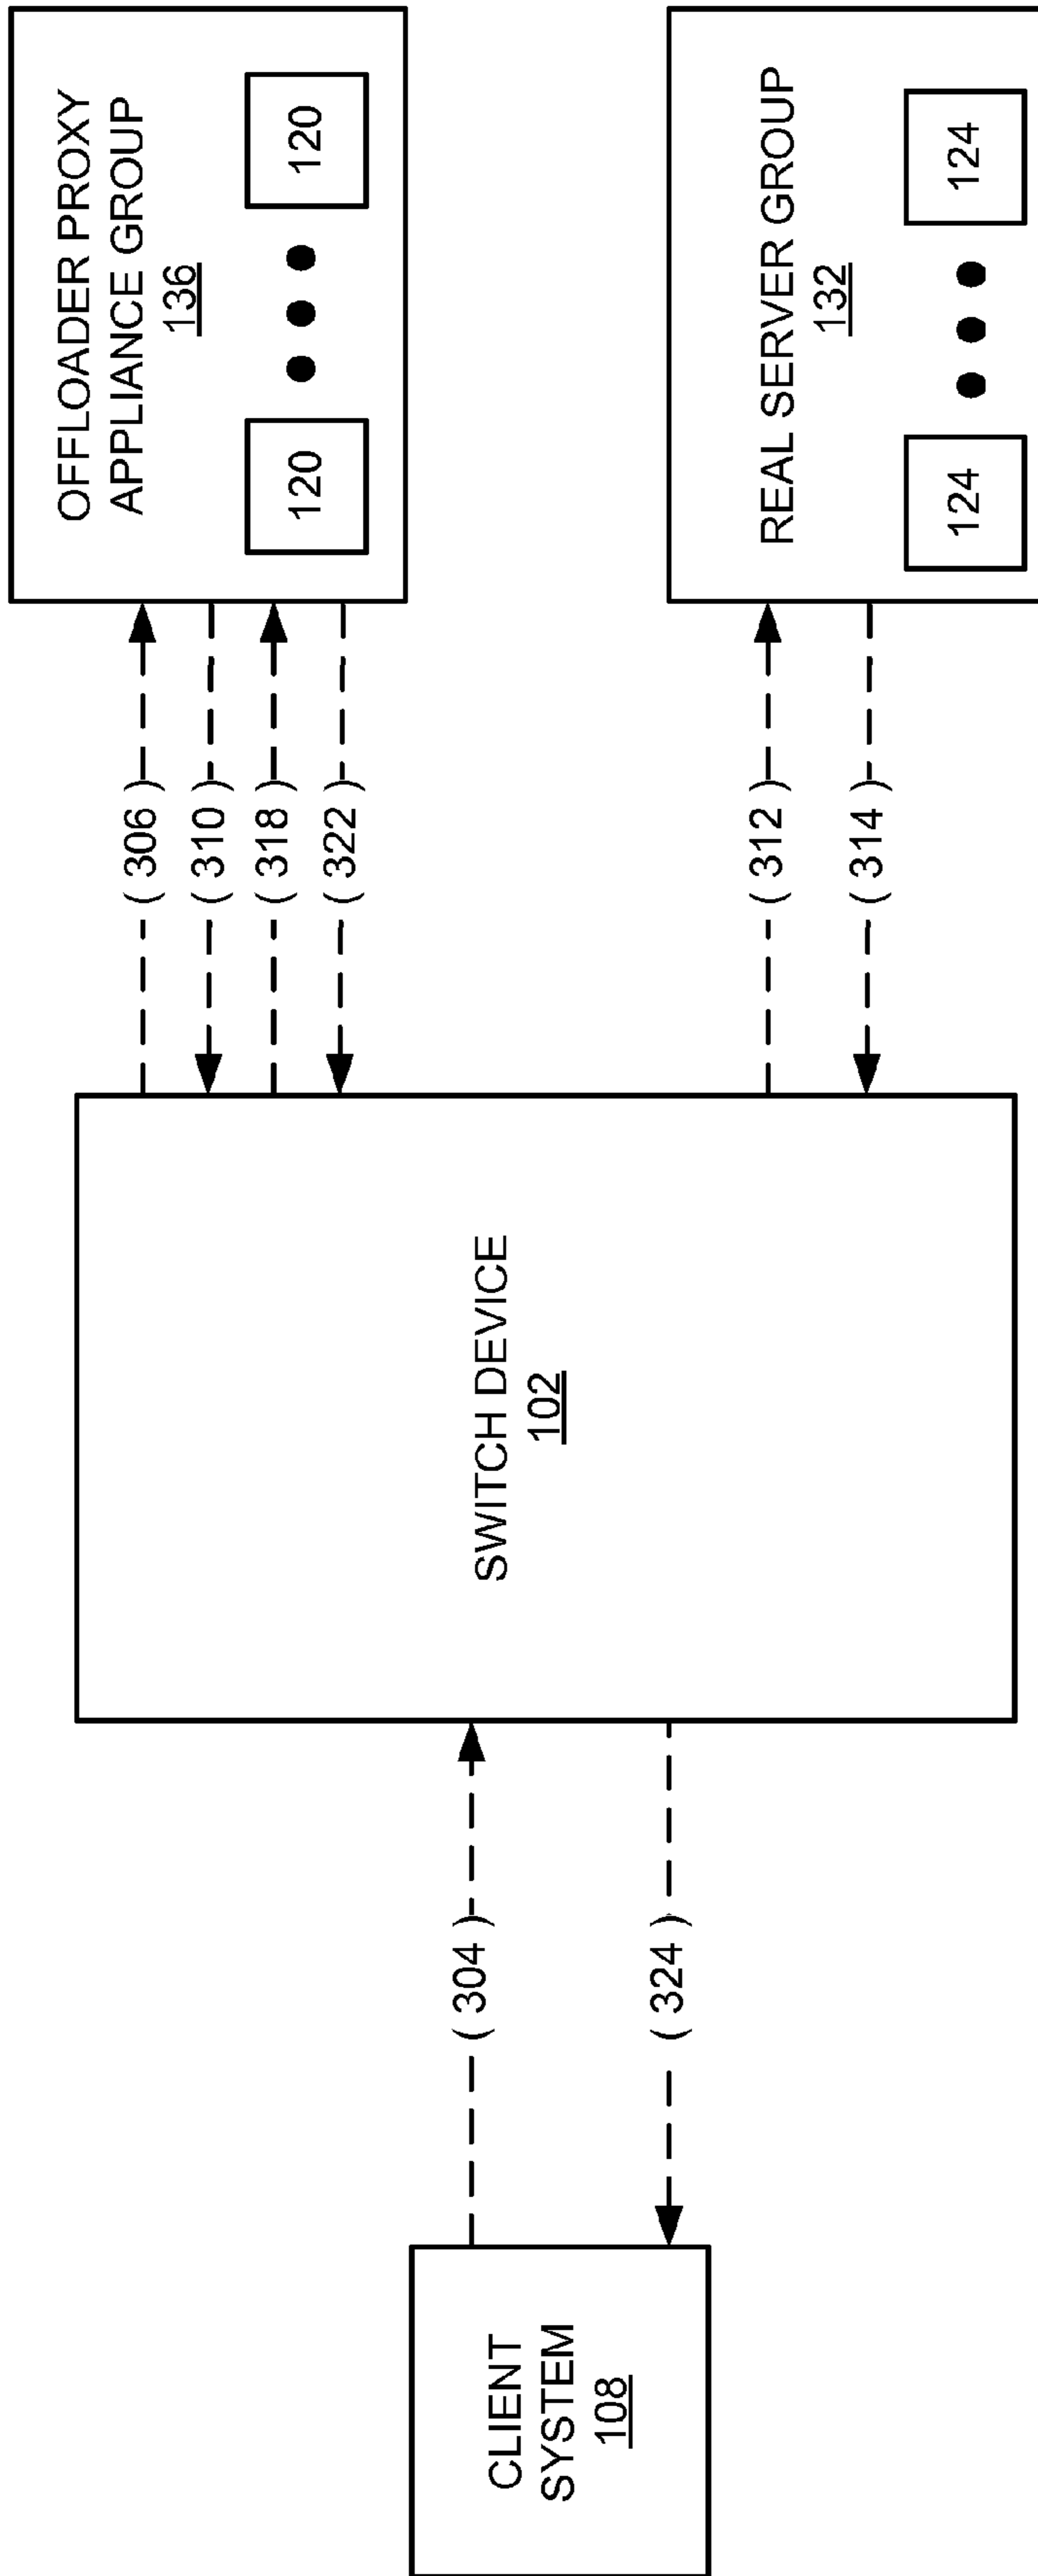 OFFLOADER PROXY
APPLIANCE GROUP
136
120
120
( 306 )
( 310 )
( 318 )
( 322 )
REAL SERVER GROUP
132
124
124
( 312 )
( 314 )
SWITCH DEVICE
102
( 304 )
( 324 )
CLIENT
SYSTEM
108